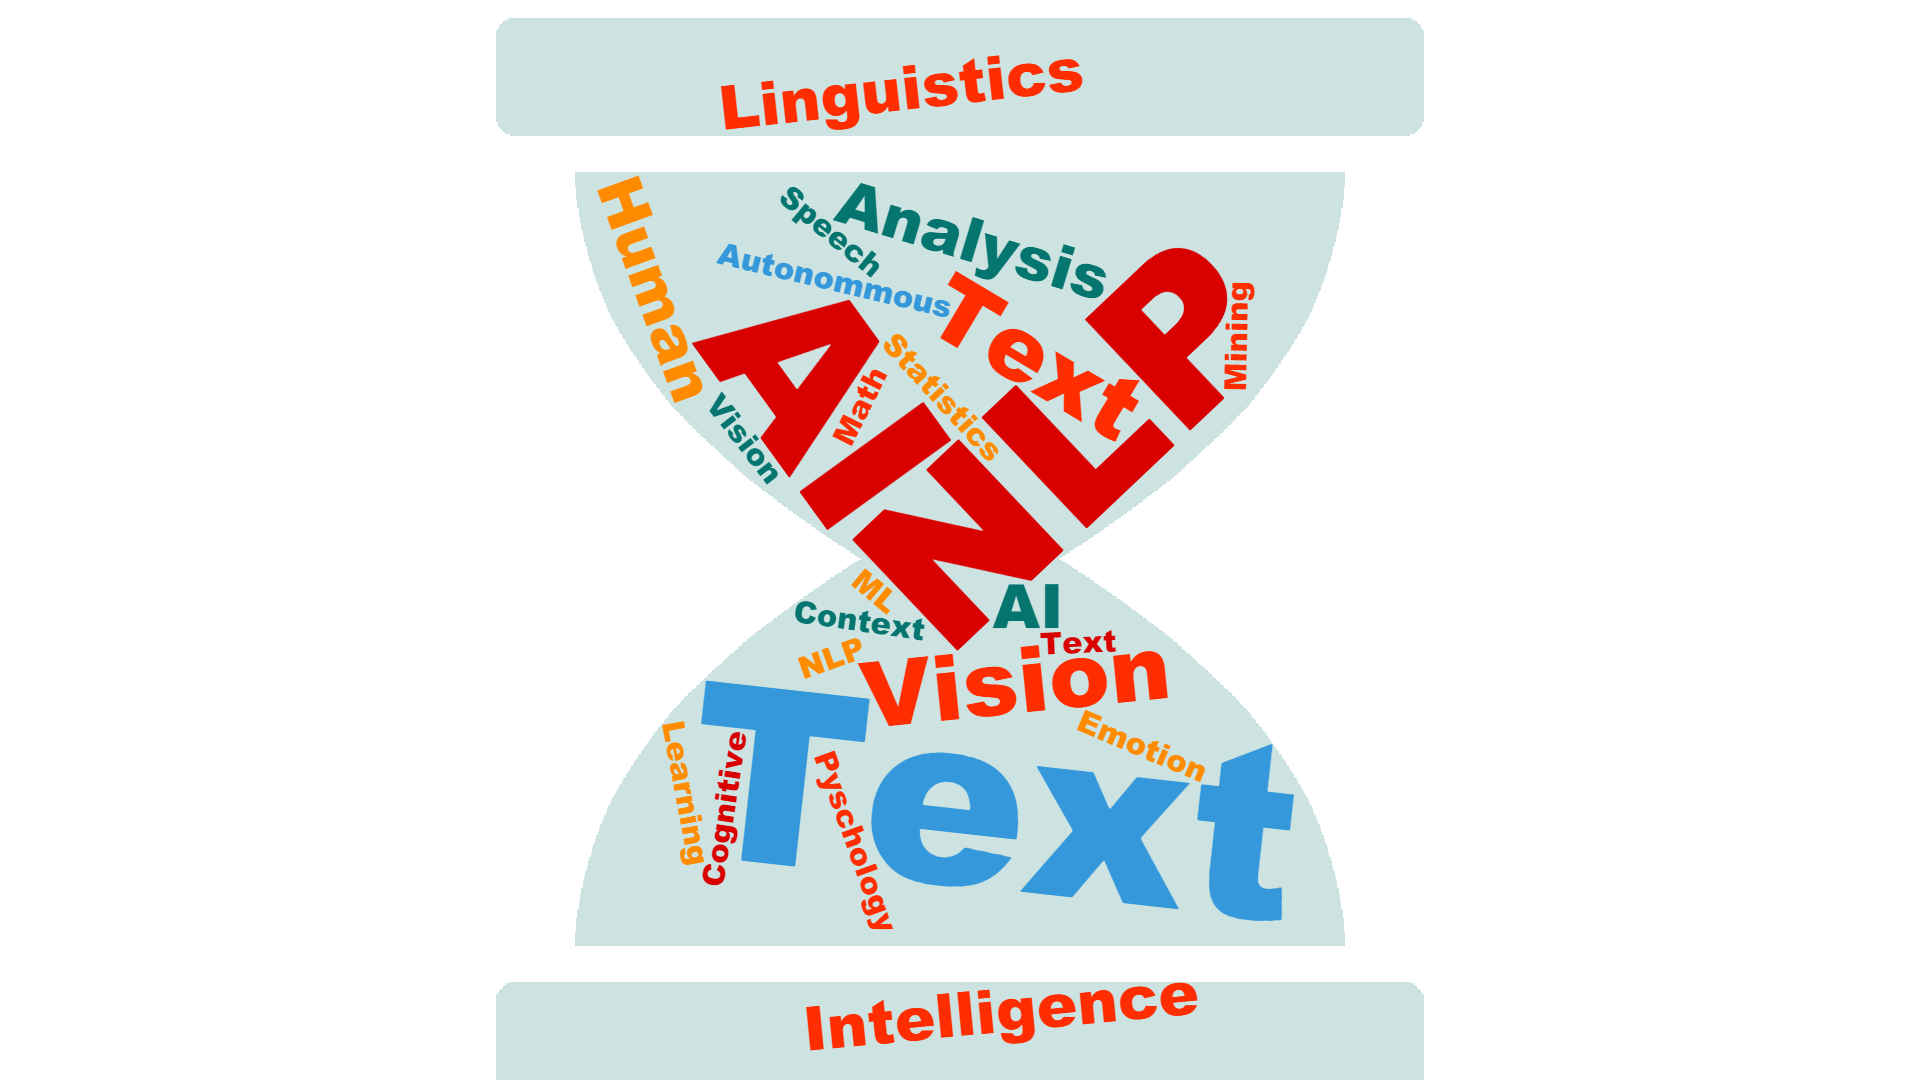 Linguistics
Human
Speech
Analysis
Autonommous
Text
NLP
Mining
AI
Math
Statistics
Vision
ML
AI
Context
Text
NLP
Vision
Emotion
Text
Learning
Cognitive
Pyschology
Intelligence